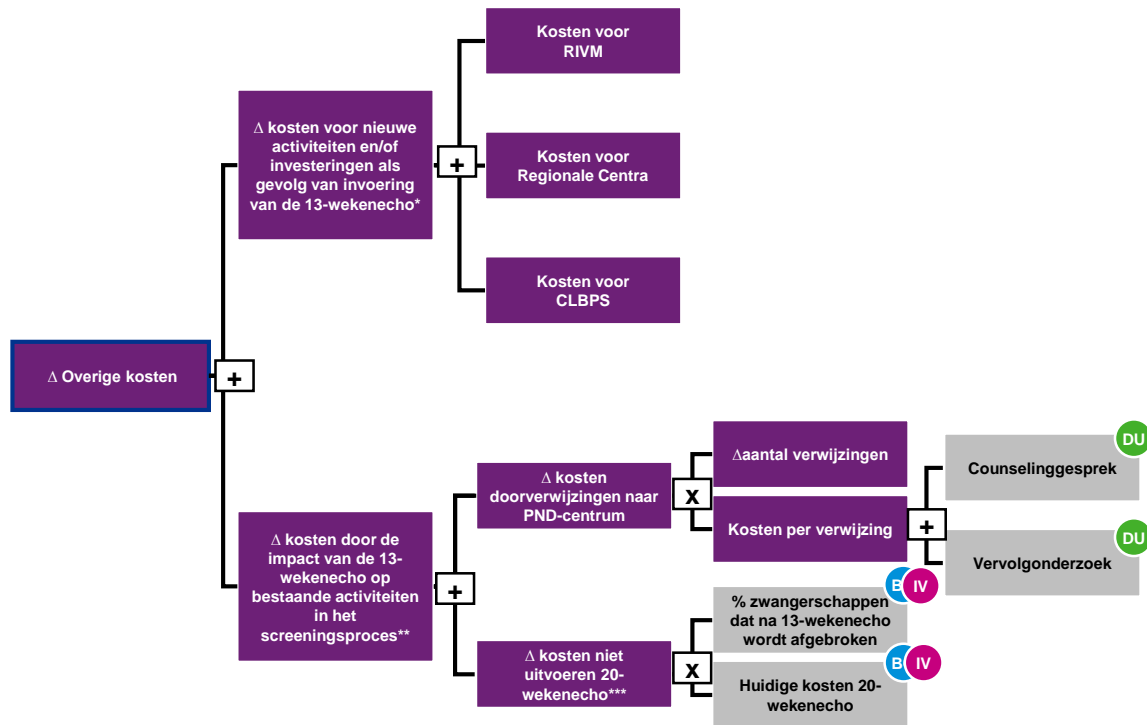 Kosten voor
RIVM
Δ kosten voor nieuwe
activiteiten en/of
investeringen als
gevolg van invoering
van de 13-wekenecho*
+
Kosten voor
Regionale Centra
Kosten voor
CLBPS
Δ Overige kosten
+
Δ kosten door de
impact van de 13-
wekenecho op
bestaande activiteiten
in het
screeningsproces**
+
Δ kosten
doorverwijzingen naar
PND-centrum
X
Δaantal verwijzingen
Kosten per verwijzing
+
Counselinggesprek
DU
Vervolgonderzoek
DU
Δ kosten niet
uitvoeren 20-
wekenecho***
X
% zwangerschappen
dat na 13-wekenecho
wordt afgebroken
B IV
Huidige kosten 20-
wekenecho
B IV